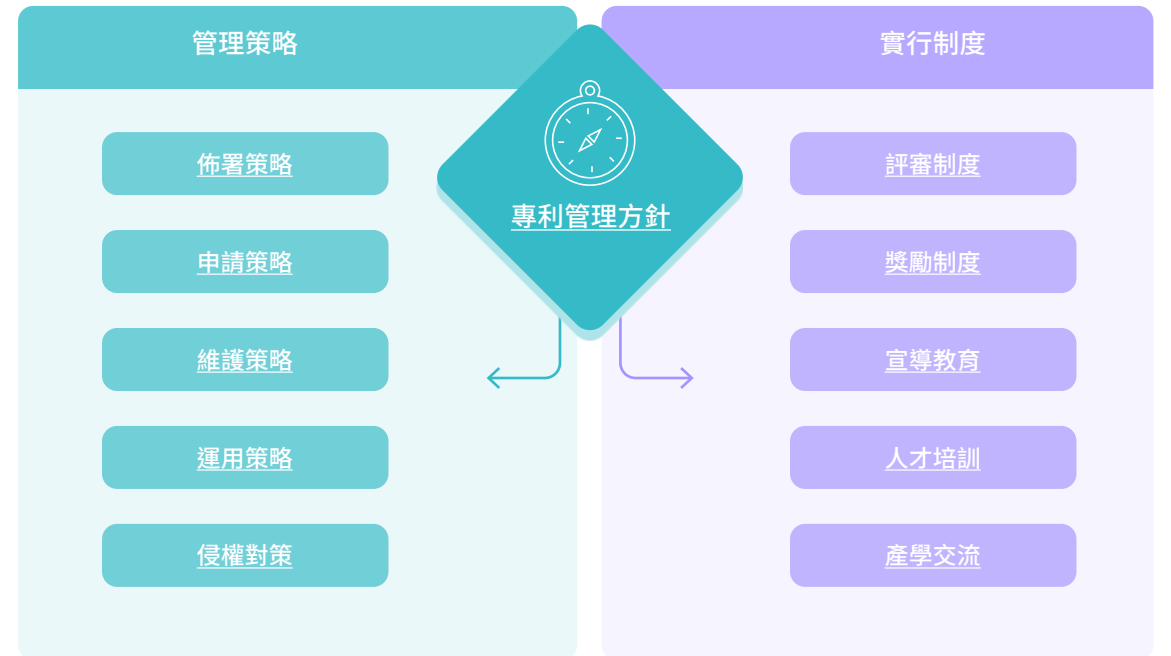 管理策略
實行制度
專利管理方針
佈署策略
申請策略
維護策略
運用策略
侵權對策
評審制度
獎勵制度
宣導教育
人才培訓
產學交流